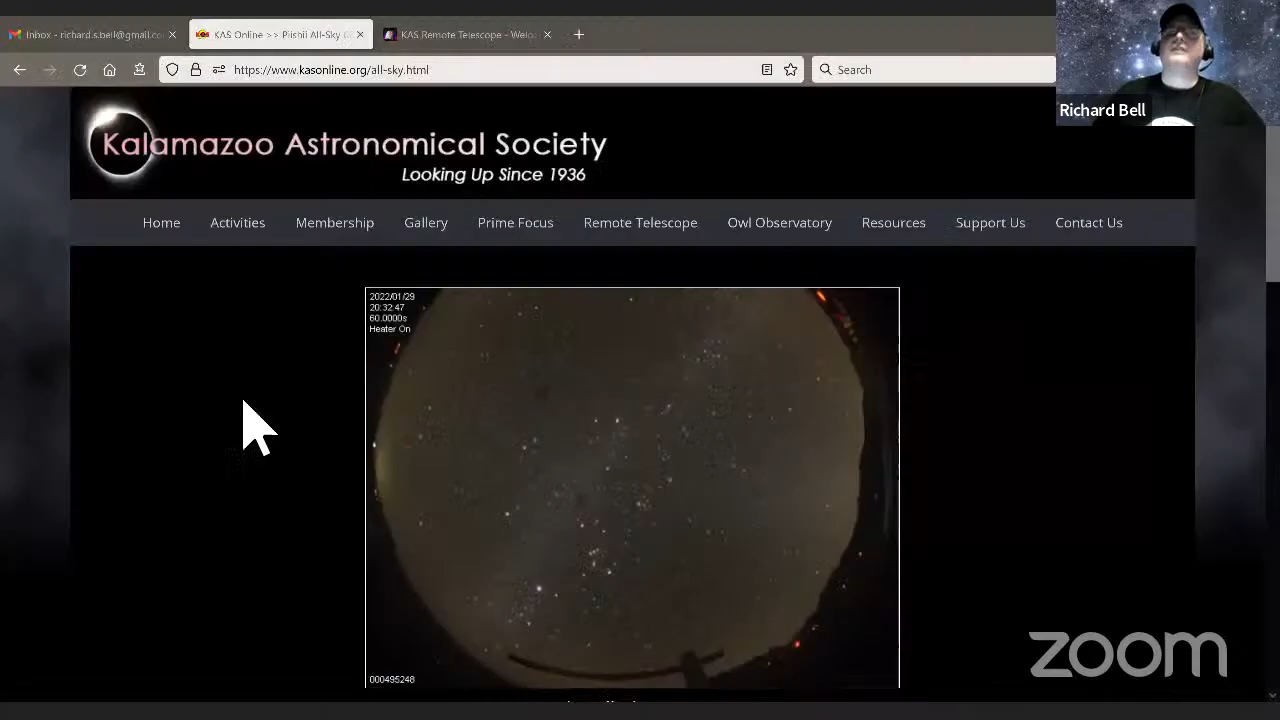 Inbox - richard.s.bell@gmail.co
KAS Online >> Piishii All-Sky
KAS Remote Telescope - Welc
https://www.kasonline.org/all-sky.html
Search
Richard Bell
Kalamazoo Astronomical Society
Looking Up Since 1936
Home Activities Membership Gallery Prime Focus Remote Telescope Owl Observatory Resources Support Us Contact Us
2022/01/29
20:32:47
60.0000s
Heater On
000495248
zoom